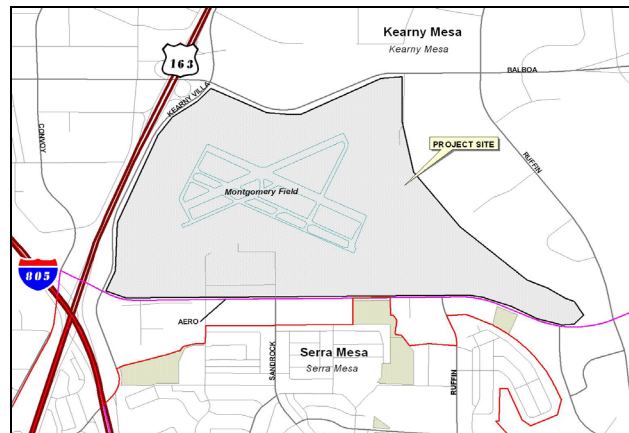 Kearny Mesa
Kearny Mesa
163
BALBOA
KEARNY VILLA
CONVOY
PROJECT SITE
RUFFIN
Montgomery Field
805
AERO
Serra Mesa
Serra Mesa
SANDROCK
RUFFIN